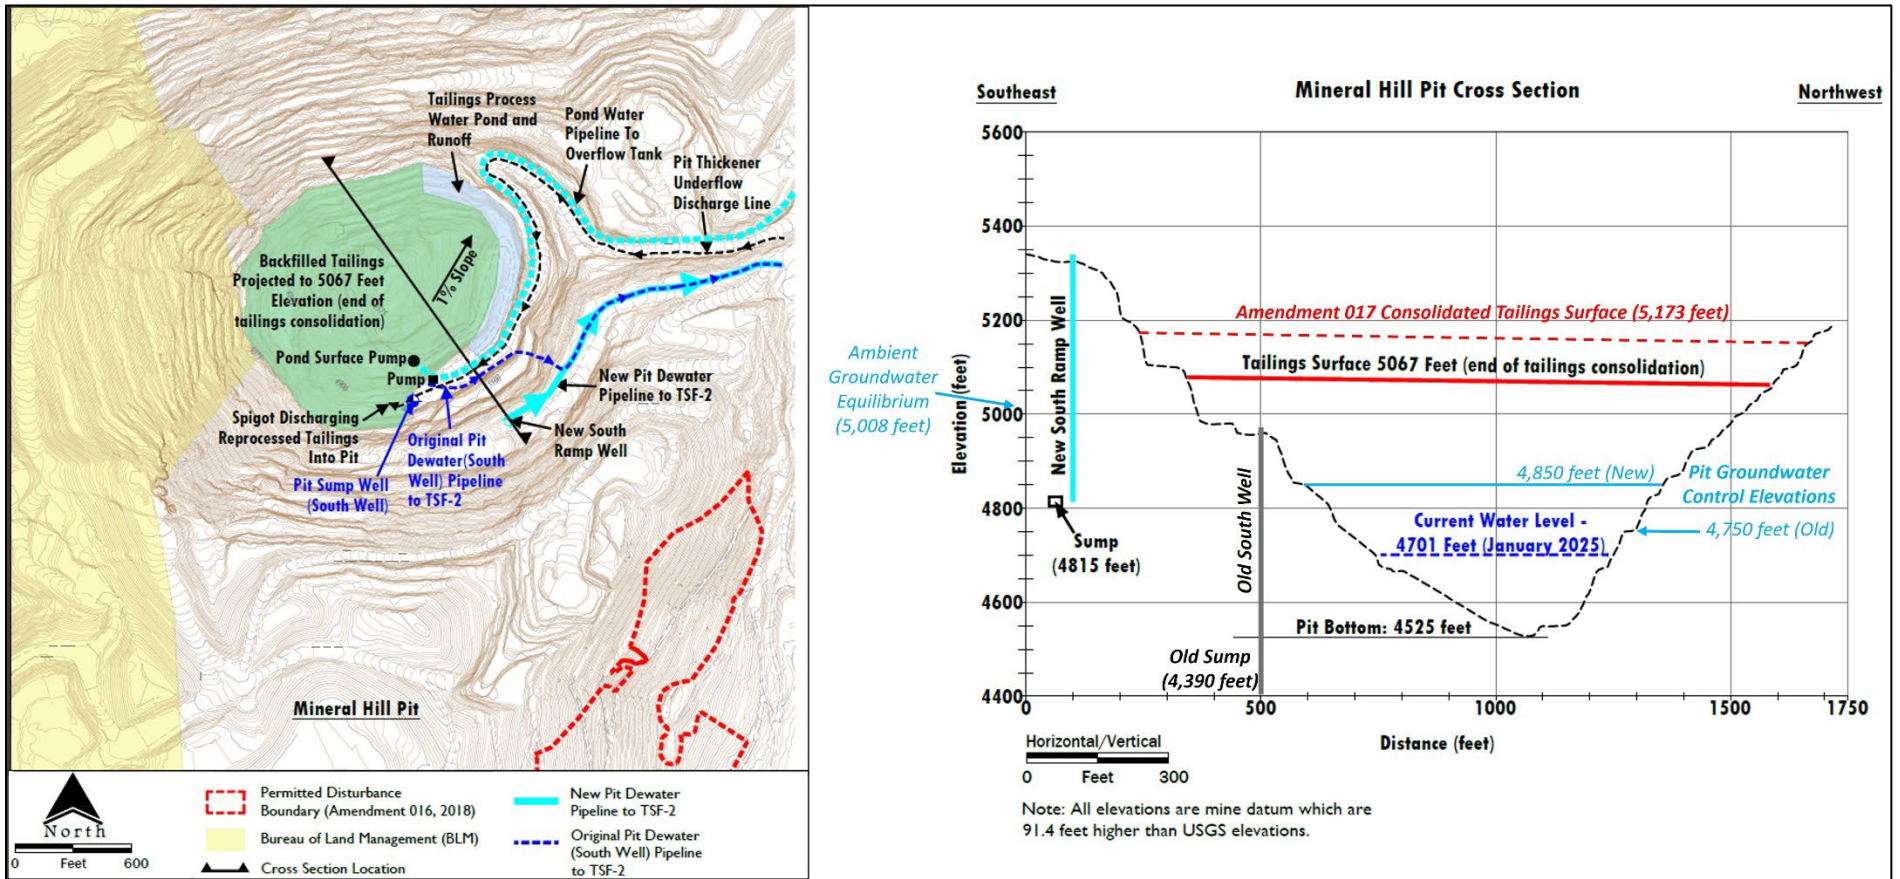 Tailings Process
Water Pond and
Runoff
Pond Water
Pipeline To
Overflow Tank
Pit Thickener
Underflow
Discharge Line
Backfilled Tailings
Projected to 5067 Feet
Elevation (end of
tailings consolidation)
1% Slope
Pond Surface Pump
Pump
Spigot Discharging
Reprocessed Tailings
Into Pit
Pit Sump Well
(South Well)
Original Pit
Dewater(South
Well) Pipeline
to TSF-2
New Pit Dewater
Pipeline to TSF-2
New South
Ramp Well
Mineral Hill Pit
North
0 Feet 600
Permitted Disturbance
Boundary (Amendment 016, 2018)
Bureau of Land Management (BLM)
Cross Section Location
New Pit Dewater
Pipeline to TSF-2
Original Pit Dewater
(South Well) Pipeline
to TSF-2
Southeast
Mineral Hill Pit Cross Section
Northwest
5600
5400
5200
5000
4800
4600
4400
Elevation (feet)
Ambient
Groundwater
Equilibrium
(5,008 feet)
New South Ramp Well
Amendment 017 Consolidated Tailings Surface (5,173 feet)
Tailings Surface 5067 Feet (end of tailings consolidation)
4,850 feet (New)
Pit Groundwater
Control Elevations
4,750 feet (Old)
Current Water Level -
4701 Feet (January 2025)
Sump
(4815 feet)
Old South Well
Pit Bottom: 4525 feet
Old Sump
(4,390 feet)
0 500 1000 1500 1750
Distance (feet)
Horizontal/Vertical
0 Feet 300
Note: All elevations are mine datum which are
91.4 feet higher than USGS elevations.